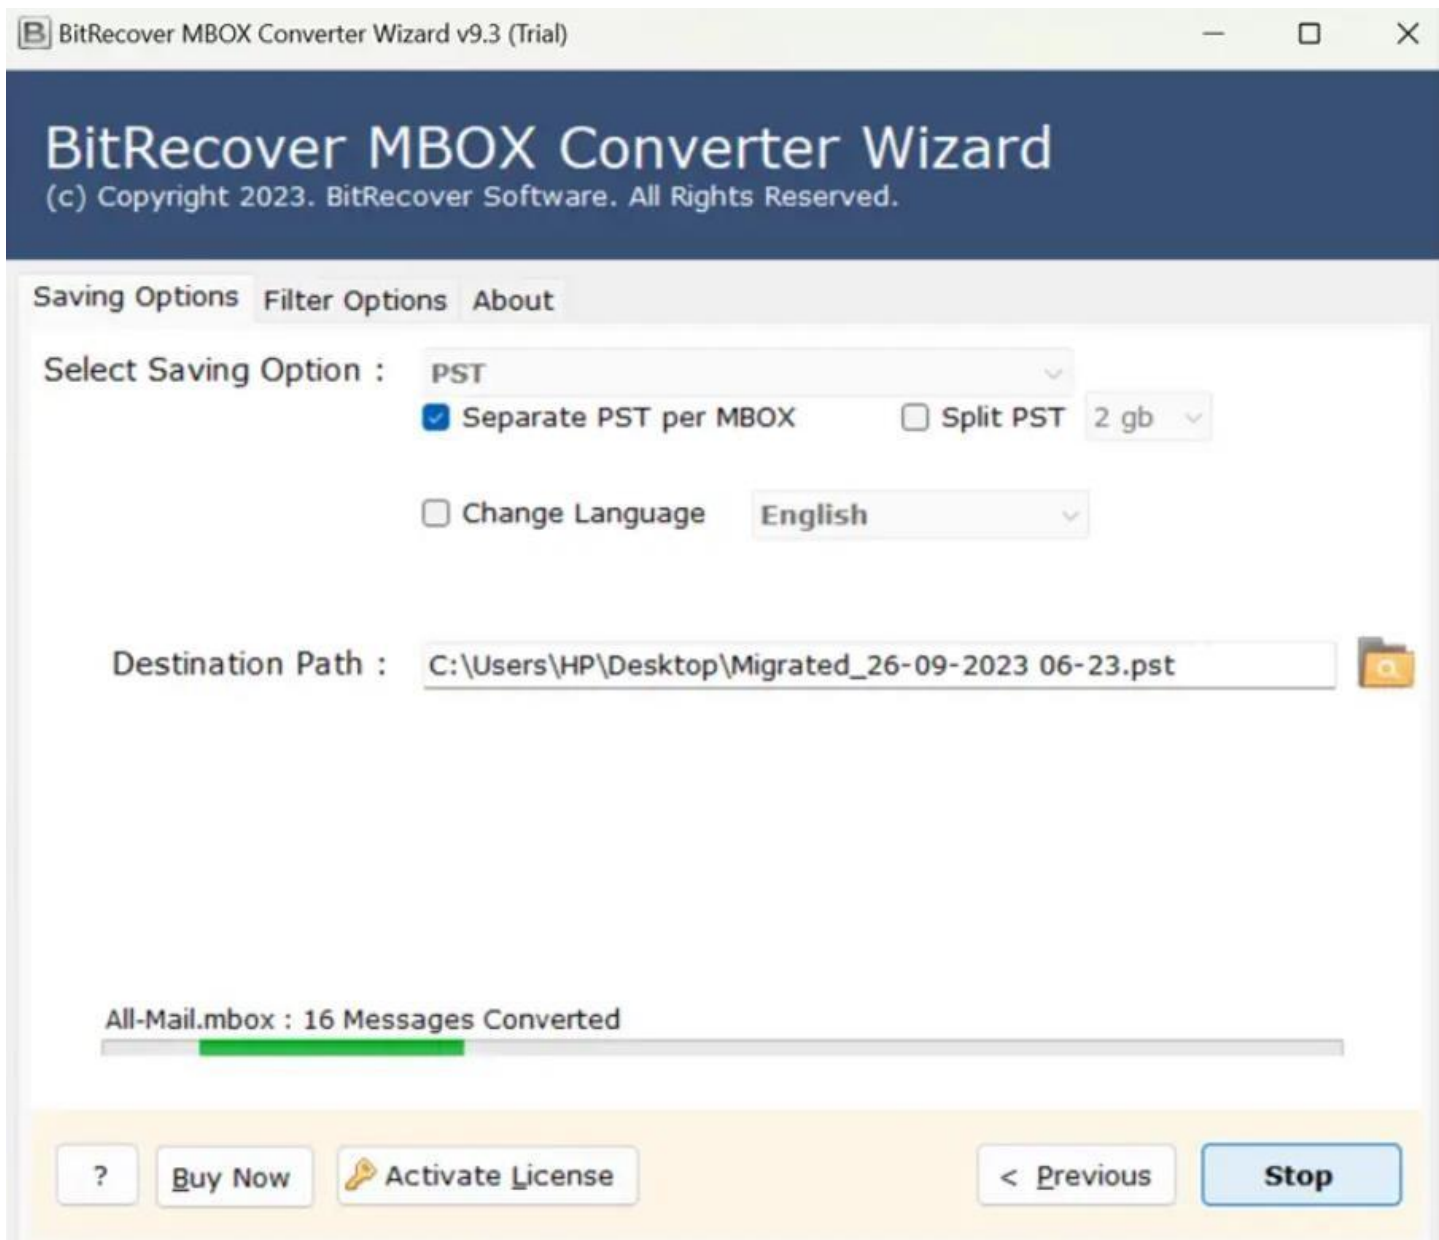 BitRecover MBOX Converter Wizard v9.3 (Trial)
BitRecover MBOX Converter Wizard
(c) Copyright 2023. BitRecover Software. All Rights Reserved.
Saving Options Filter Options About
Select Saving Option : PST
Separate PST per MBOX Split PST 2 gb
Change Language English
Destination Path : C:\Users\HP\Desktop\Migrated_26-09-2023 06-23.pst
All-Mail.mbox : 16 Messages Converted
? Buy Now Activate License < Previous Stop